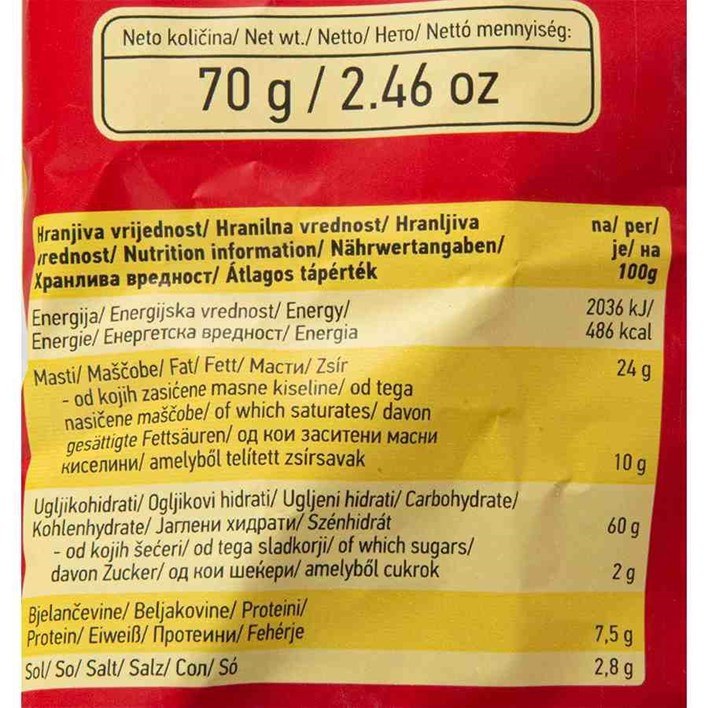 Neto količina/ Net wt./ Netto/ Нето/ Nettó mennyiség:
70 g / 2.46 oz
Hranjiva vrijednost/ Hranilna vrednost/ Hranljiva
vrednost/ Nutrition information/ Nährwertangaben/
Хранлива вредност/ Átlagos tápérték
na/ per/
je/ на
100g
Energija/ Energijska vrednost/ Energy/
Energie/ Енергетска вредност/ Energia
2036 kJ/
486 kcal
Masti/ Maščobe/ Fat/ Fett/ Масти/ Zsír
24 g
- od kojih zasićene masne kiseline/ od tega
nasičene maščobe/ of which saturates/ davon
gesättigte Fettsäuren/ од кои заситени масни
киселини/ amelyből telített zsírsavak
10 g
Ugljikohidrati/ Ogljikovi hidrati/ Ugljeni hidrati/ Carbohydrate/
Kohlenhydrate/ Јаглени хидрати/ Szénhidrát
60 g
- od kojih šećeri/ od tega sladkorji/ of which sugars/
davon Zucker/ од кои шеќери/ amelyből cukrok
2 g
Bjelančevine/ Beljakovine/ Proteini/
Protein/ Eiweiß/ Протеини/ Fehérje
7,5 g
Sol/ So/ Salt/ Salz/ Сол/ Só
2,8 g